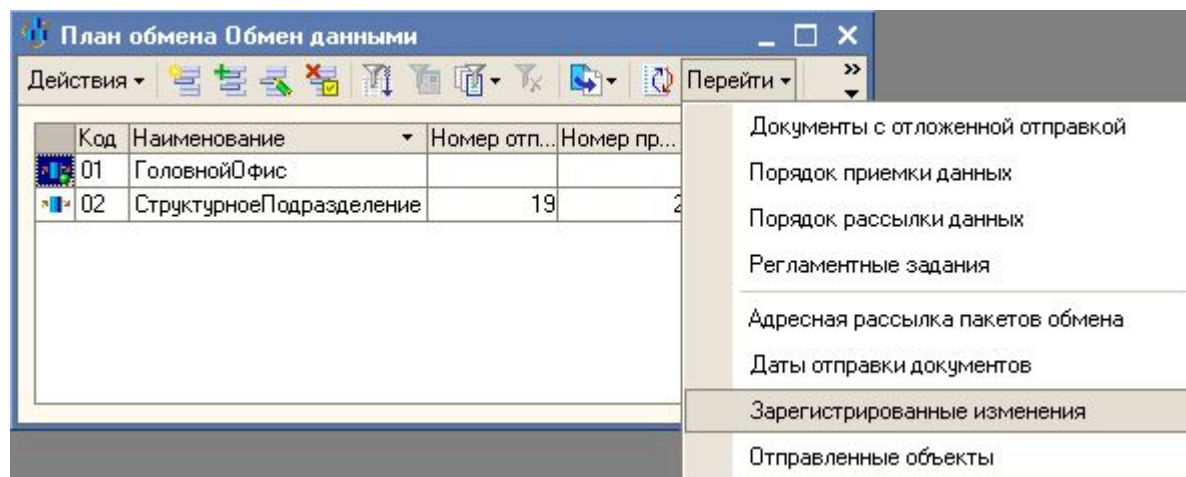 План обмена Обмен данными
Действия Перейти
Код Наименование Номер отп... Номер пр...
01 ГоловнойОфис
02 СтруктурноеПодразделение 19 2
Документы с отложенной отправкой
Порядок приемки данных
Порядок рассылки данных
Регламентные задания
Адресная рассылка пакетов обмена
Даты отправки документов
Зарегистрированные изменения
Отправленные объекты